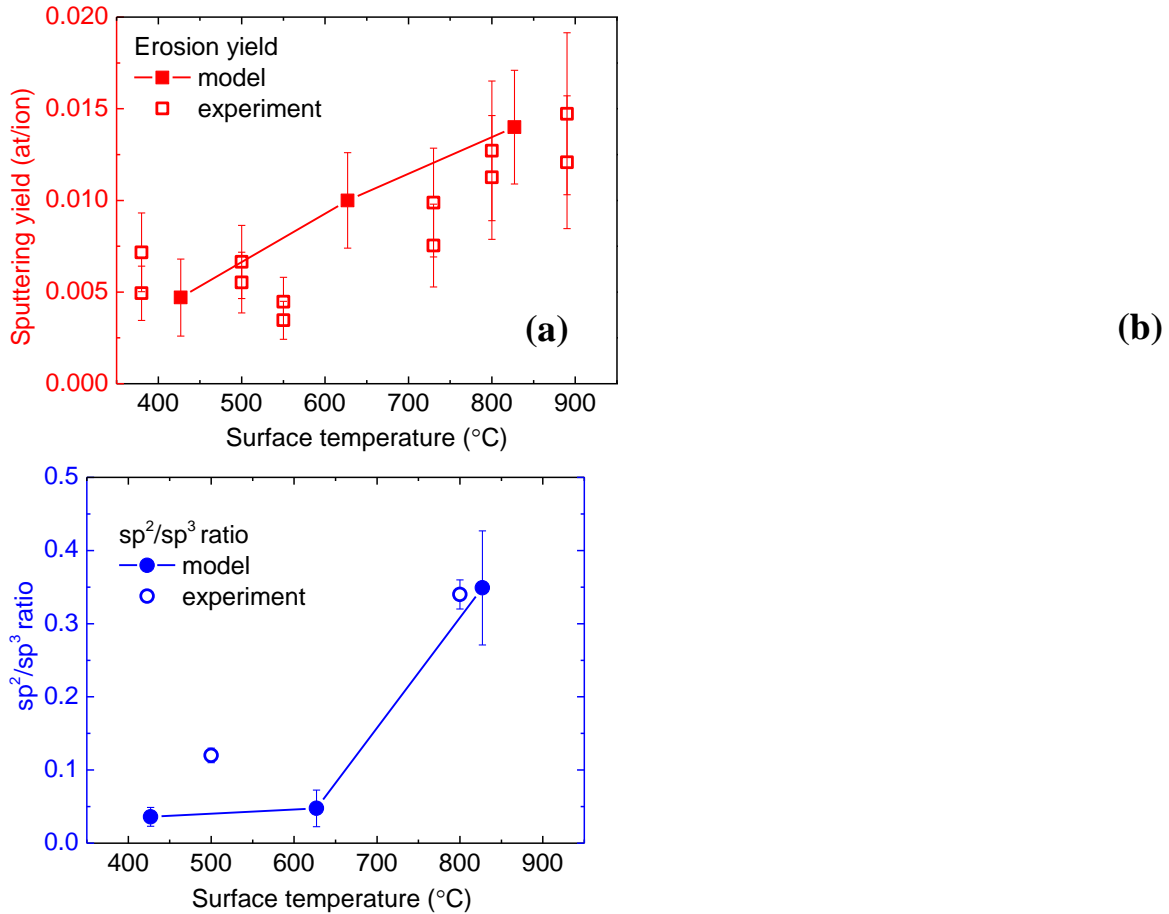 0.020
Erosion yield
model
0.015
experiment
0.010
Sputtering yield (at/ion)
0.005
(a)
(b)
0.000
400 500 600 700 800 900
Surface temperature (°C)
0.5
sp²/sp³ ratio
0.4
model
experiment
0.3
sp²/sp³ ratio
0.2
0.1
0.0
400 500 600 700 800 900
Surface temperature (°C)